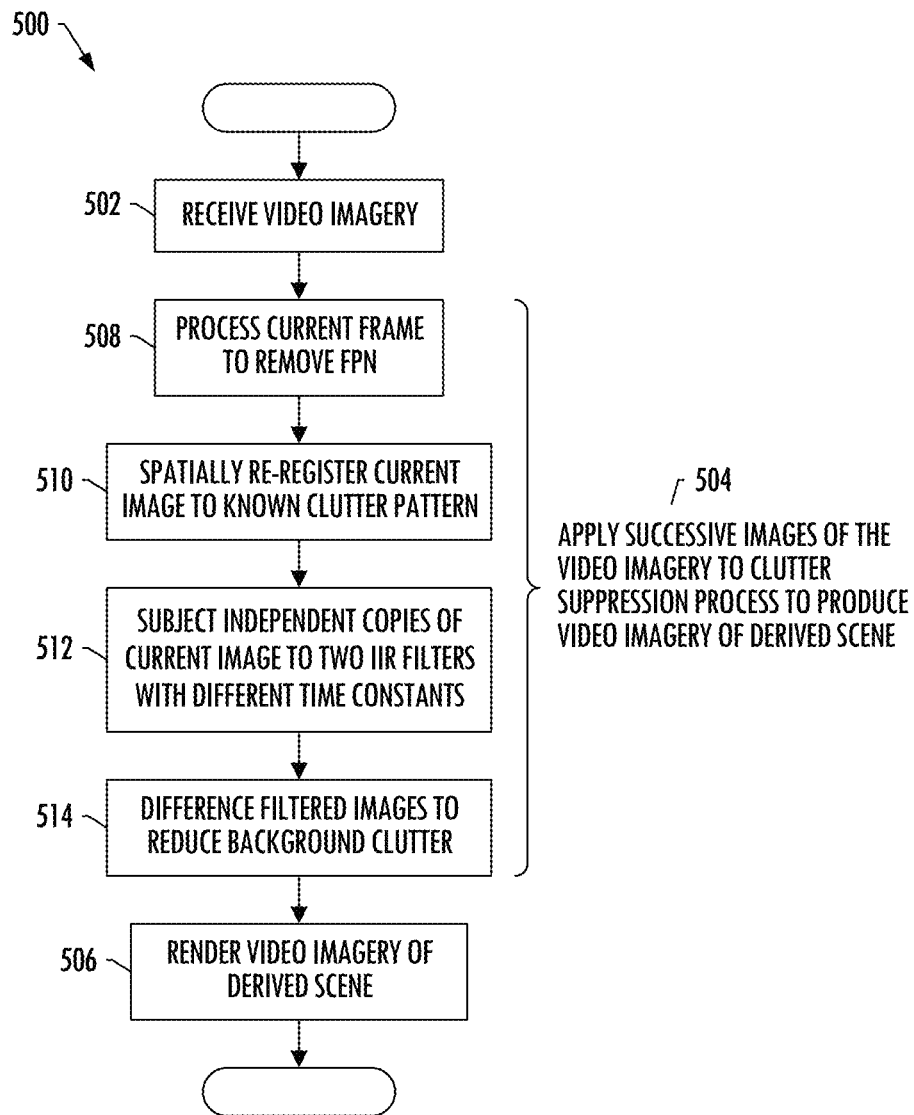 500
502
RECEIVE VIDEO IMAGERY
508
PROCESS CURRENT FRAME
TO REMOVE FPN
510
SPATIALLY RE-REGISTER CURRENT
IMAGE TO KNOWN CLUTTER PATTERN
504
APPLY SUCCESSIVE IMAGES OF THE
VIDEO IMAGERY TO CLUTTER
SUPPRESSION PROCESS TO PRODUCE
VIDEO IMAGERY OF DERIVED SCENE
512
SUBJECT INDEPENDENT COPIES OF
CURRENT IMAGE TO TWO IIR FILTERS
WITH DIFFERENT TIME CONSTANTS
514
DIFFERENCE FILTERED IMAGES TO
REDUCE BACKGROUND CLUTTER
506
RENDER VIDEO IMAGERY OF
DERIVED SCENE